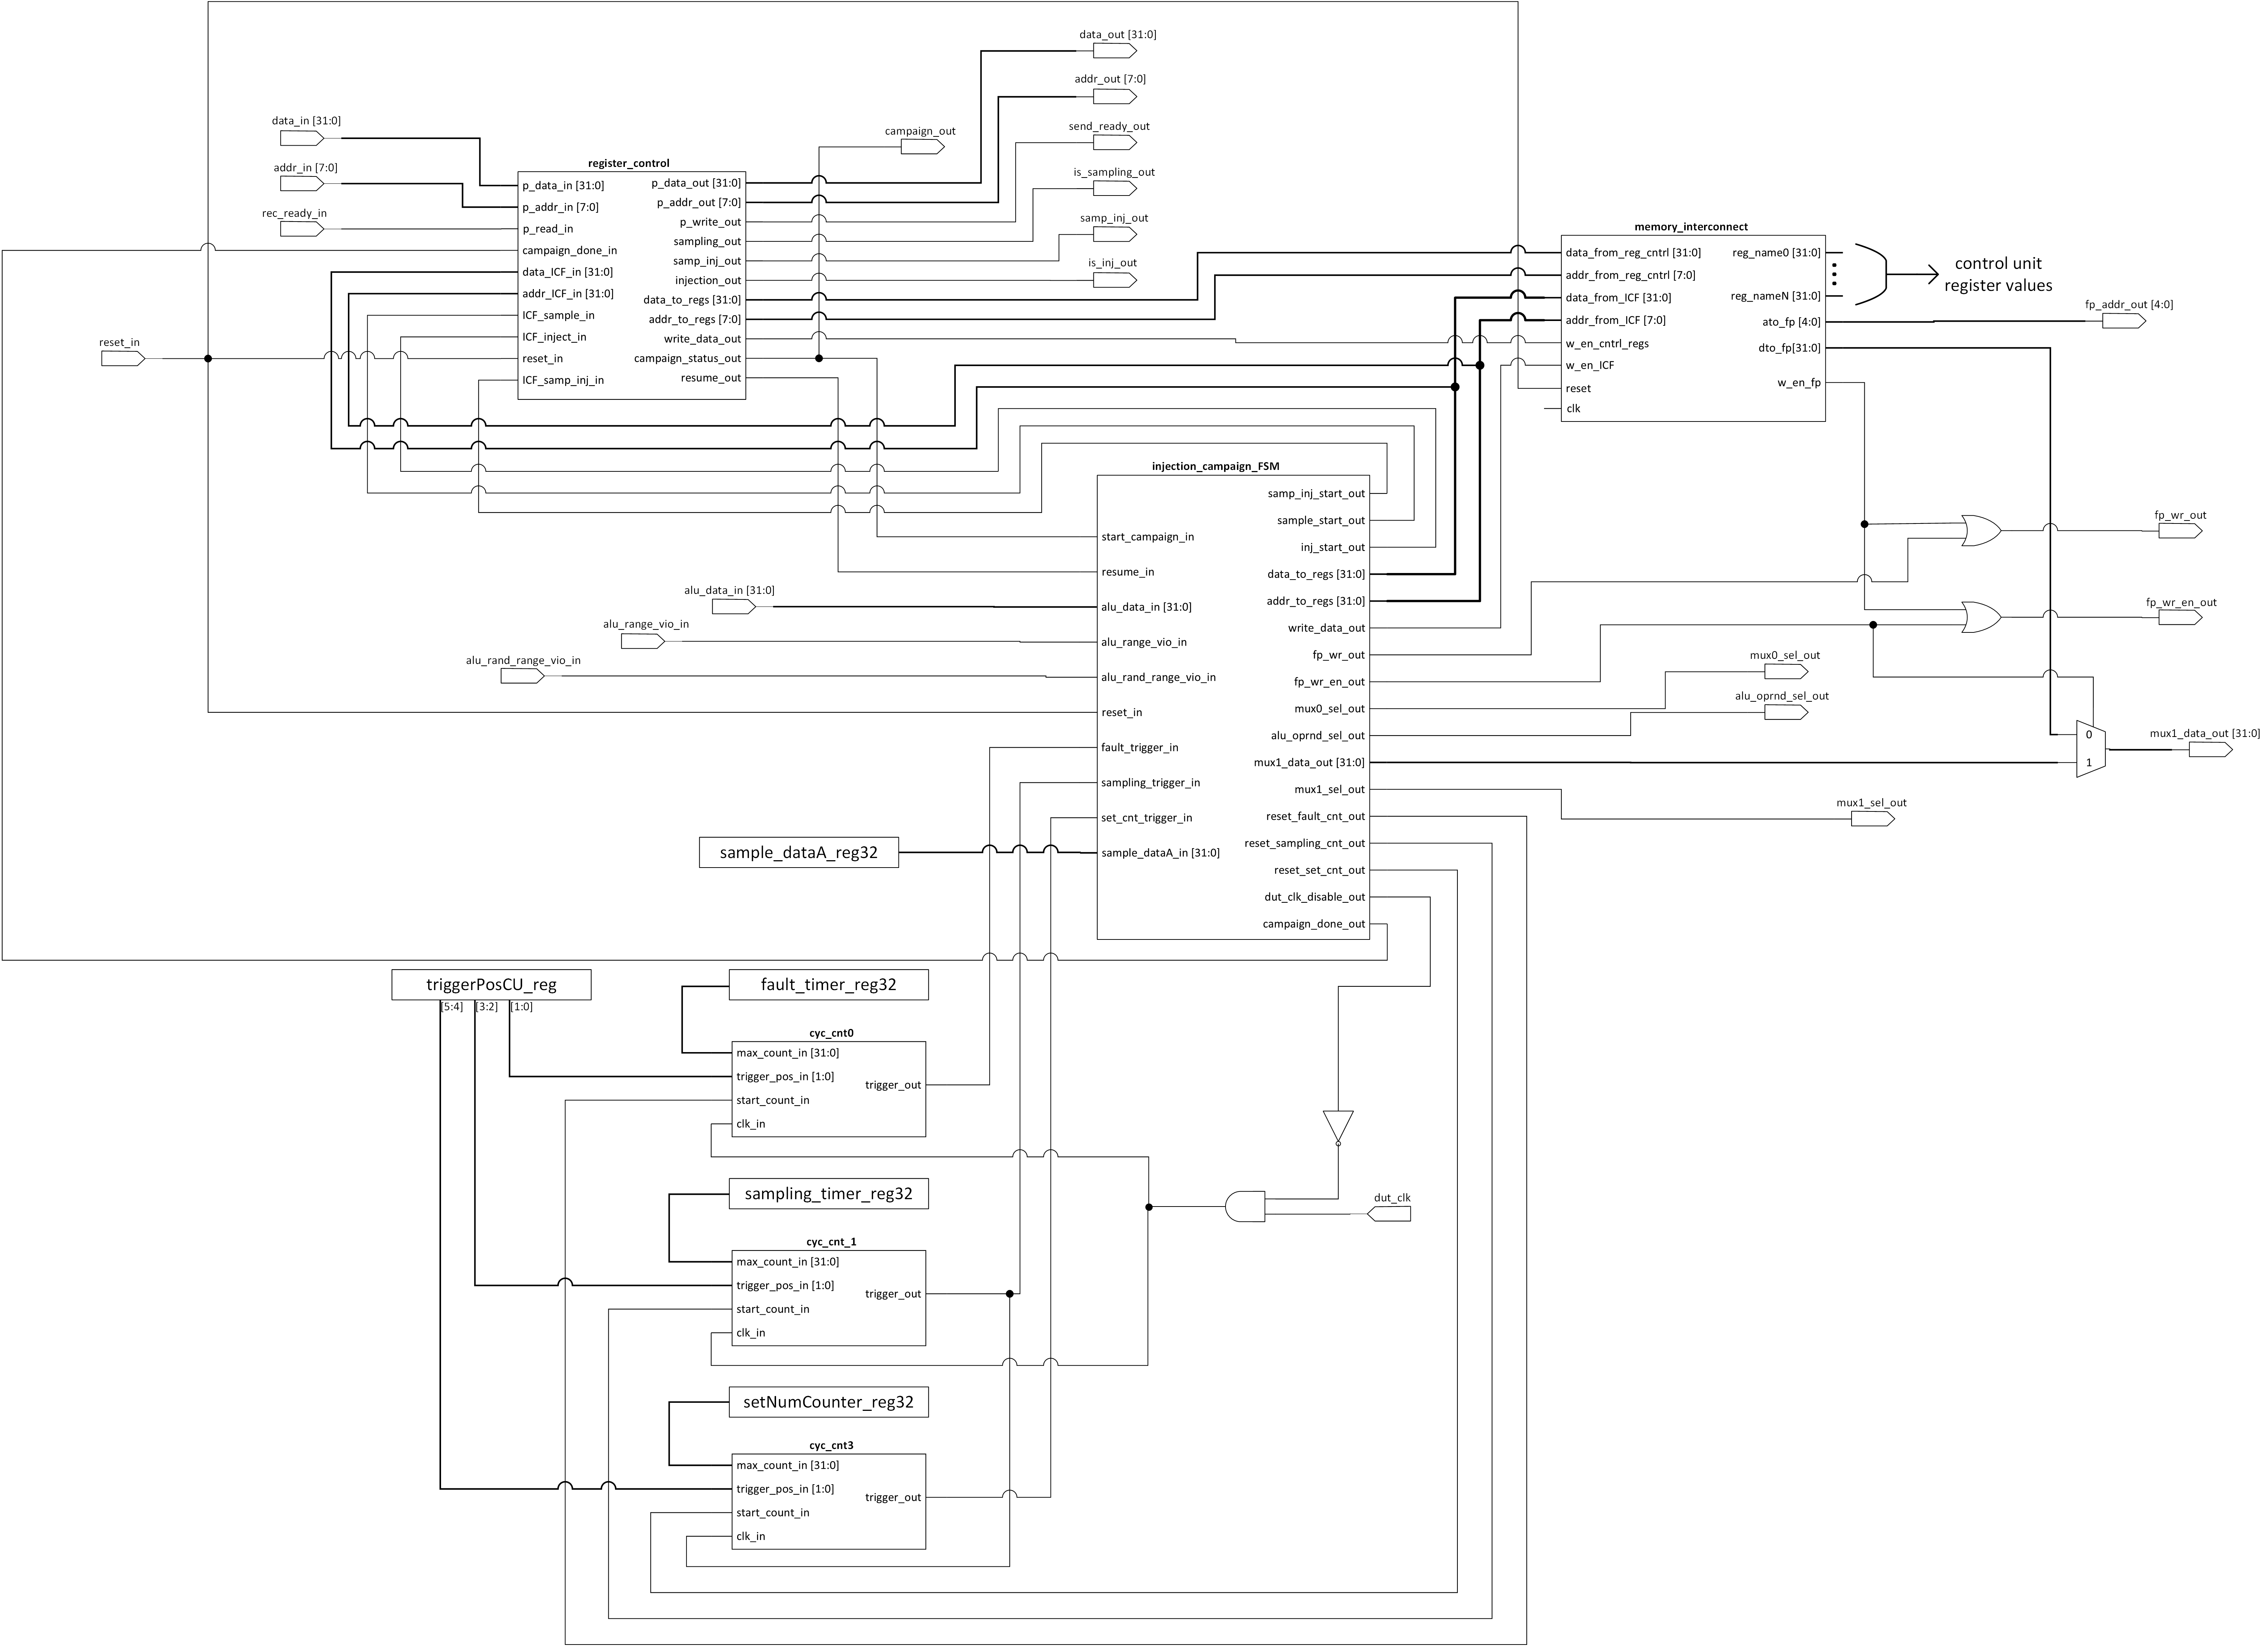 data_out [31:0]
addr_out [7:0]
data_in [31:0]
campaign_out
send_ready_out
addr_in [7:0]
is_sampling_out
rec_ready_in
samp_inj_out
is_inj_out
reset_in
register_control
p_data_in [31:0]
p_addr_in [7:0]
p_read_in
campaign_done_in
data_ICF_in [31:0]
addr_ICF_in [31:0]
ICF_sample_in
ICF_inject_in
reset_in
ICF_samp_inj_in
p_data_out [31:0]
p_addr_out [7:0]
p_write_out
sampling_out
samp_inj_out
injection_out
data_to_regs [31:0]
addr_to_regs [7:0]
write_data_out
campaign_status_out
resume_out
memory_interconnect
data_from_reg_cntrl [31:0]
addr_from_reg_cntrl [7:0]
data_from_ICF [31:0]
addr_from_ICF [7:0]
w_en_cntrl_regs
w_en_ICF
reset
clk
reg_name0 [31:0]
reg_nameN [31:0]
ato_fp [4:0]
dto_fp[31:0]
w_en_fp
control unit
register values
fp_addr_out [4:0]
injection_campaign_FSM
start_campaign_in
resume_in
alu_data_in [31:0]
alu_range_vio_in
alu_rand_range_vio_in
reset_in
fault_trigger_in
sampling_trigger_in
set_cnt_trigger_in
sample_dataA_in [31:0]
samp_inj_start_out
sample_start_out
inj_start_out
data_to_regs [31:0]
addr_to_regs [31:0]
write_data_out
fp_wr_out
fp_wr_en_out
mux0_sel_out
alu_oprnd_sel_out
mux1_data_out [31:0]
mux1_sel_out
reset_fault_cnt_out
reset_sampling_cnt_out
reset_set_cnt_out
dut_clk_disable_out
campaign_done_out
alu_data_in [31:0]
alu_range_vio_in
alu_rand_range_vio_in
fp_wr_out
fp_wr_en_out
mux0_sel_out
alu_oprnd_sel_out
0
1
mux1_data_out [31:0]
mux1_sel_out
sample_dataA_reg32
triggerPosCU_reg
[5:4]
[3:2]
[1:0]
fault_timer_reg32
cyc_cnt0
max_count_in [31:0]
trigger_pos_in [1:0]
start_count_in
clk_in
trigger_out
sampling_timer_reg32
dut_clk
cyc_cnt_1
max_count_in [31:0]
trigger_pos_in [1:0]
start_count_in
clk_in
trigger_out
setNumCounter_reg32
cyc_cnt3
max_count_in [31:0]
trigger_pos_in [1:0]
start_count_in
clk_in
trigger_out